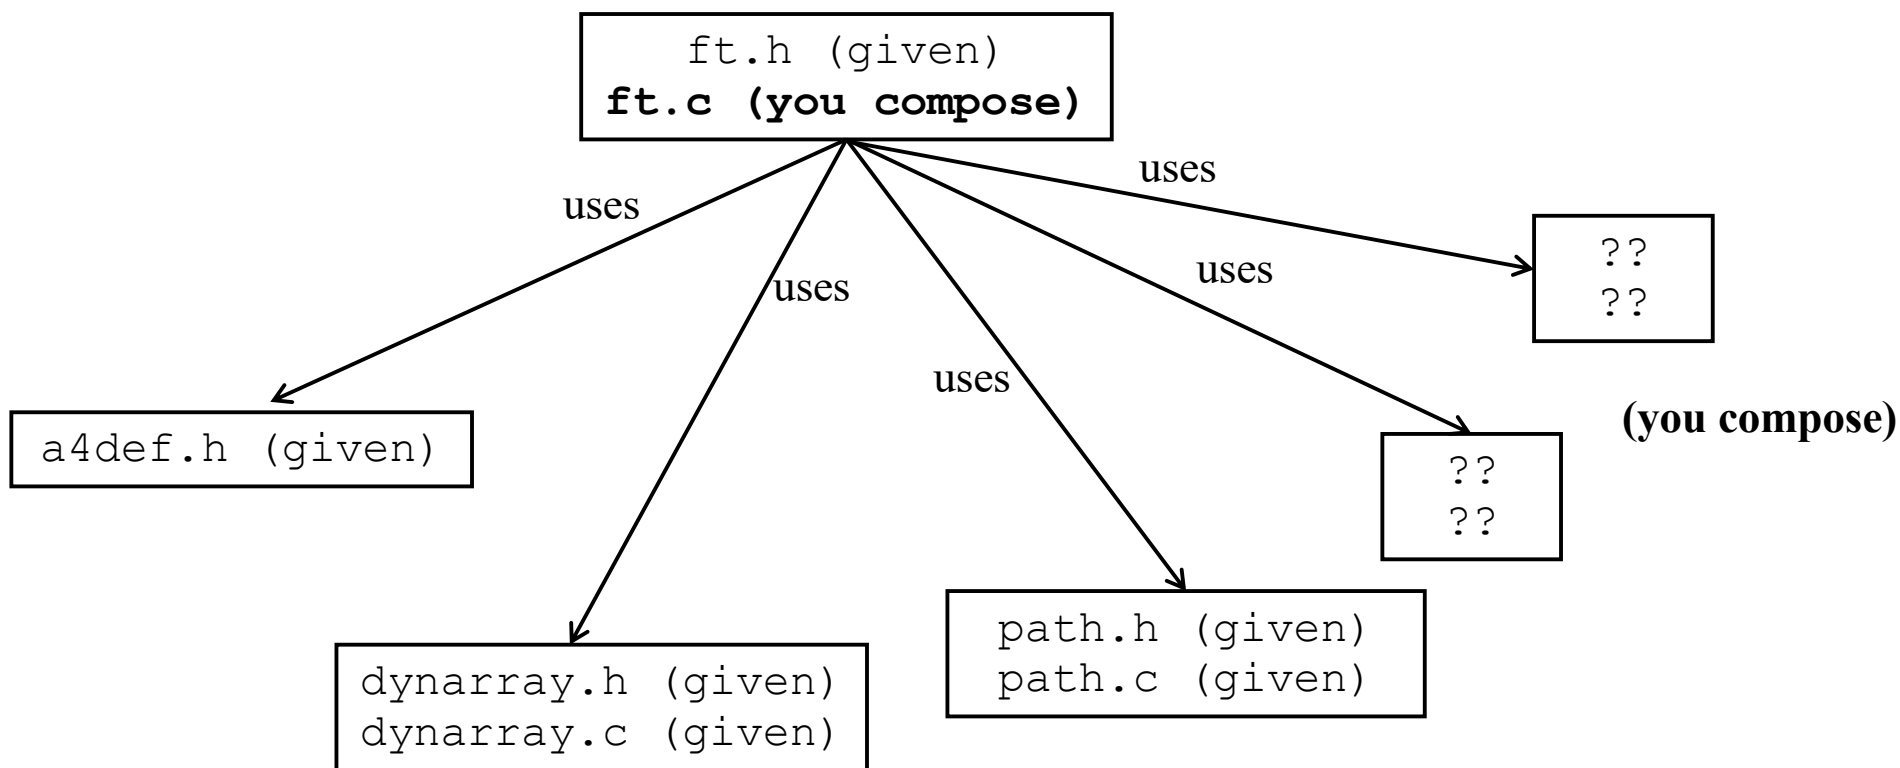 ft.h (given)
ft.c (you compose)
uses
uses
uses
uses
uses
??
??
(you compose)
a4def.h (given)
??
??
path.h (given)
path.c (given)
dynarray.h (given)
dynarray.c (given)